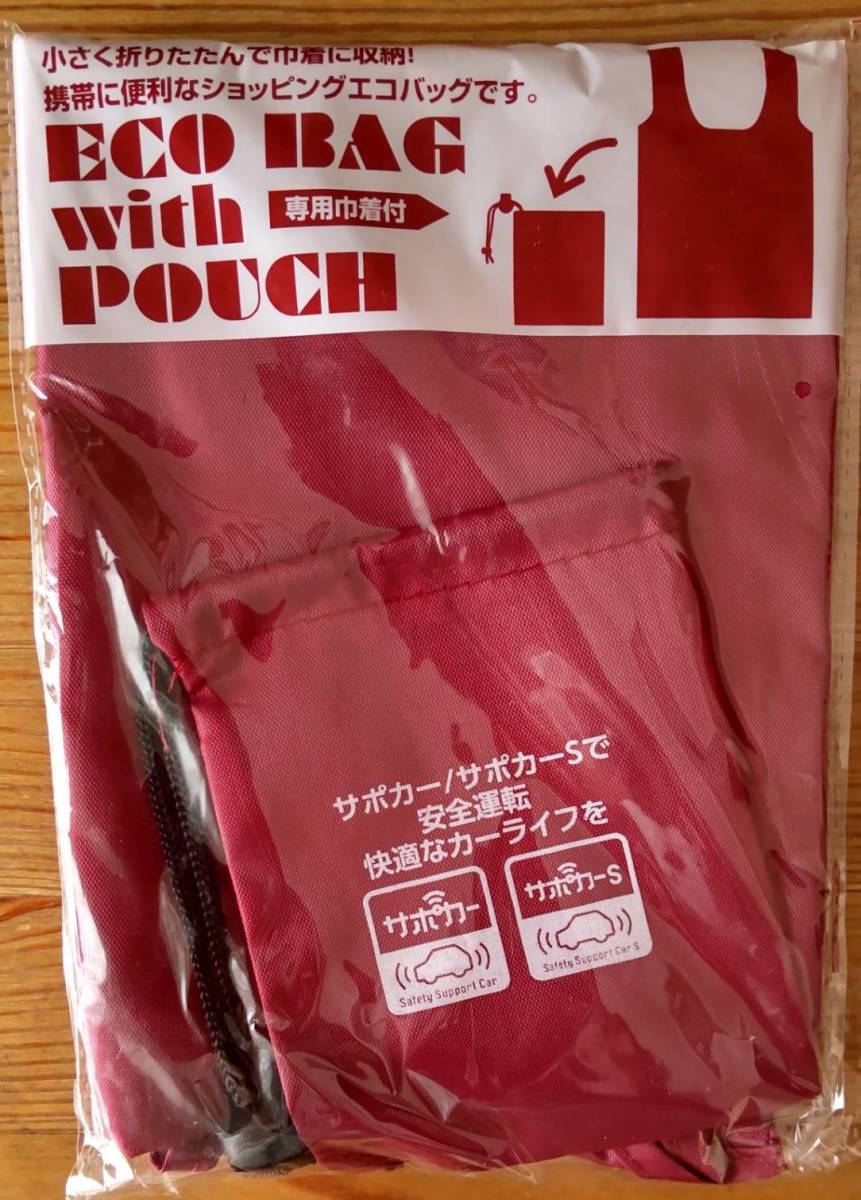 小さく折りたたんで巾着に収納!
携帯に便利なショッピングエコバッグです。
ECO BAG
with
専用巾着付
POUCH
サポカー/サポカーSで
安全運転
快適なカーライフを
サポカー
Safety Support Car
サポカーS
Safety Support Car S